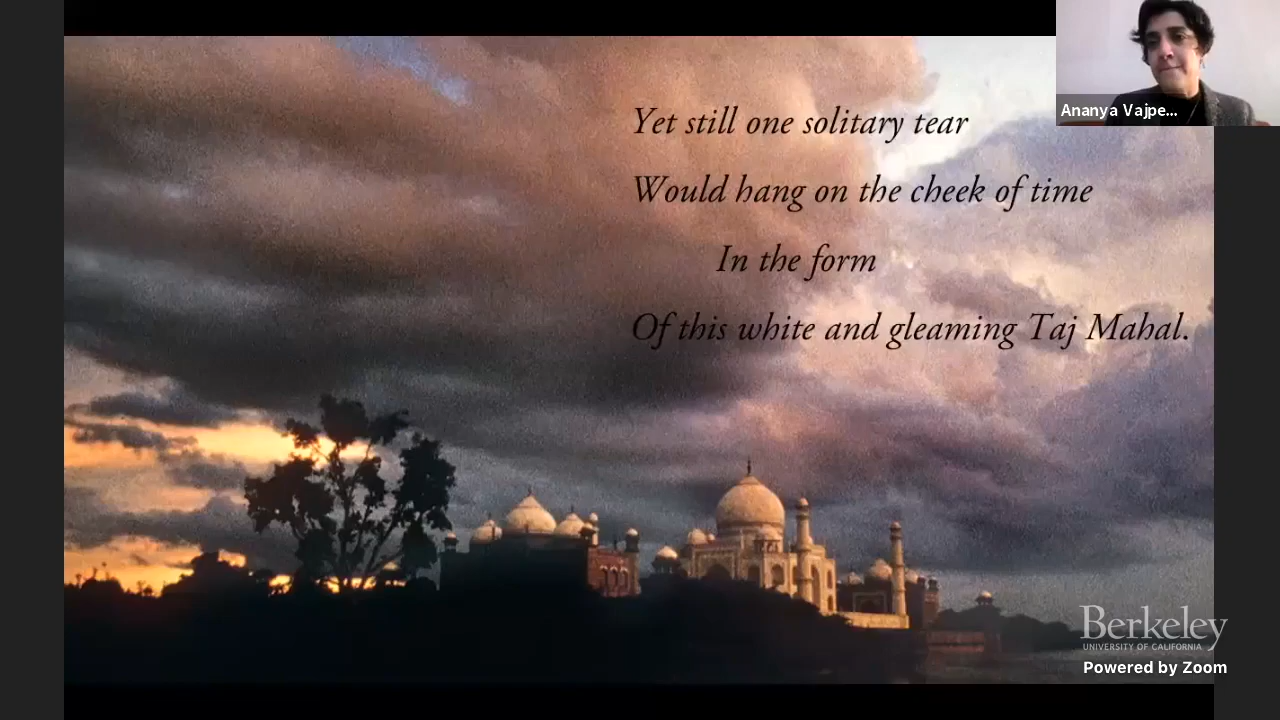 Yet still one solitary tear
Would hang on the cheek of time
In the form
Of this white and gleaming Taj Mahal.
Ananya Vajpe...
Berkeley
UNIVERSITY OF CALIFORNIA
Powered by Zoom